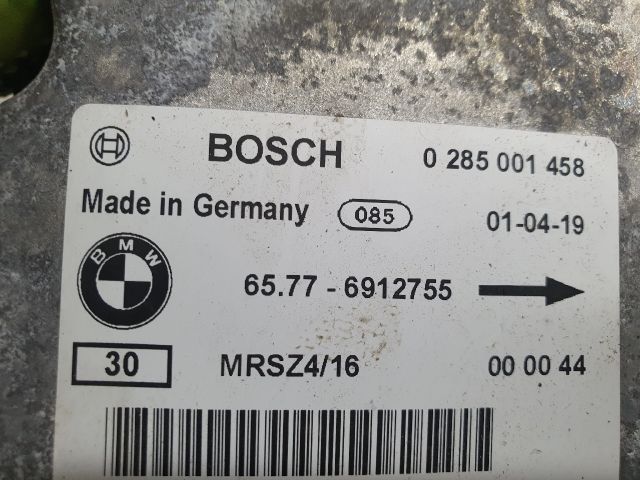 BOSCH 0 285 001 458
Made in Germany 085 01-04-19
BMW
65.77 - 6912755
30 MRSZ4/16 00 00 44